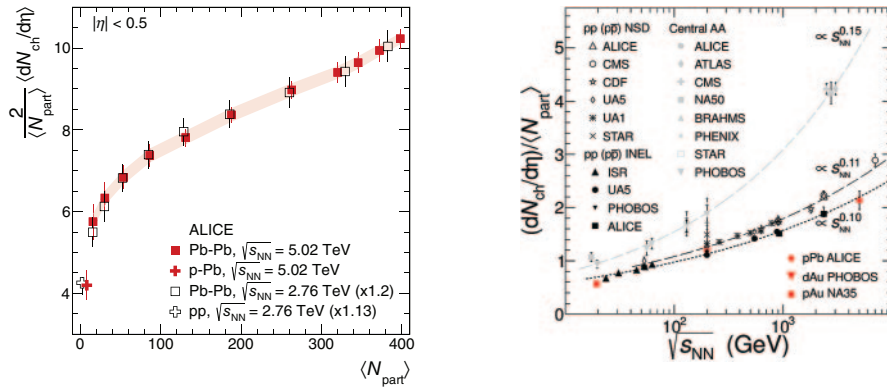 |η| < 0.5
2/⟨N_part⟩ ⟨dN_ch/dη⟩
10
8
6
4
ALICE
Pb-Pb, √s_NN = 5.02 TeV
p-Pb, √s_NN = 5.02 TeV
Pb-Pb, √s_NN = 2.76 TeV (x1.2)
pp, √s_NN = 2.76 TeV (x1.13)
0 100 200 300 400
⟨N_part⟩
(dN_ch/dη)/⟨N_part⟩
5
4
3
2
1
0
pp (pp̄) NSD
ALICE
CMS
CDF
UA5
UA1
STAR
pp (pp̄) INEL
ISR
UA5
PHOBOS
ALICE
Central AA
ALICE
ATLAS
CMS
NA50
BRAHMS
PHENIX
STAR
PHOBOS
∝ s_NN^0.15
∝ s_NN^0.11
∝ s_NN^0.10
pPb ALICE
dAu PHOBOS
pAu NA35
10² 10³
√s_NN (GeV)